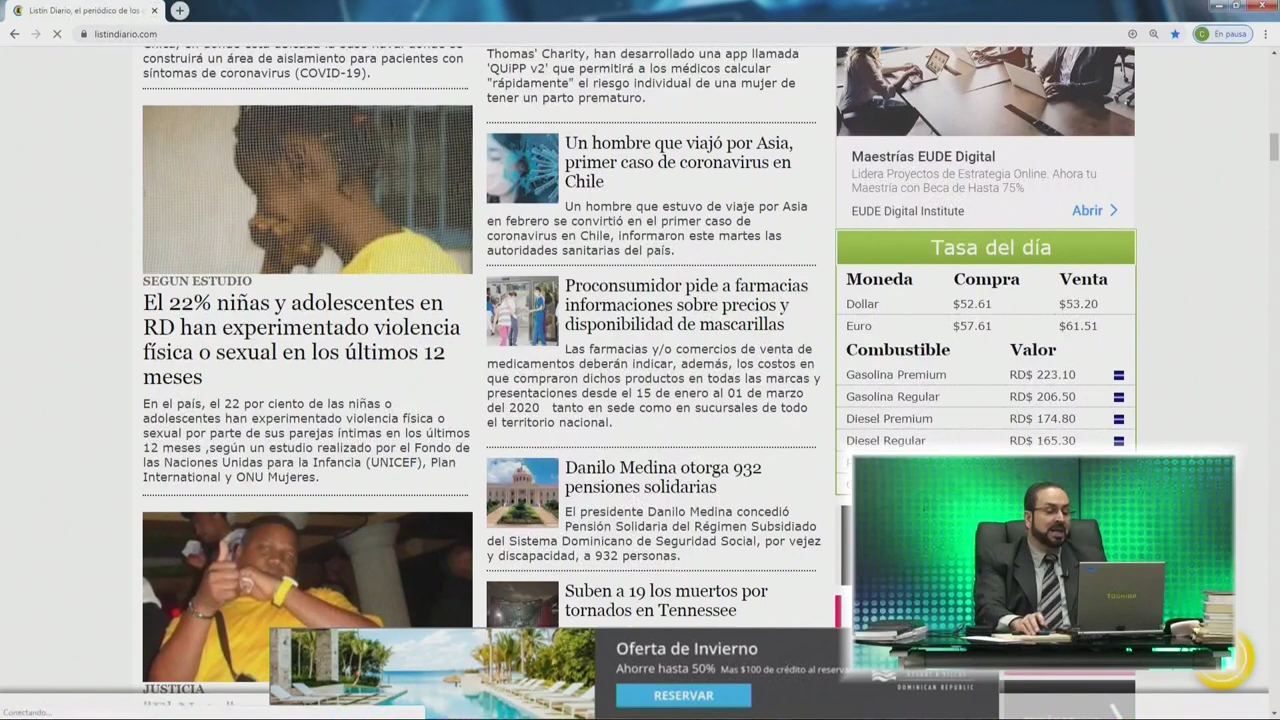 Listín Diario, el periódico de los
listindiario.com
En pausa
construirá un área de aislamiento para pacientes con
síntomas de coronavirus (COVID-19).
SEGUN ESTUDIO
El 22% niñas y adolescentes en
RD han experimentado violencia
física o sexual en los últimos 12
meses
En el país, el 22 por ciento de las niñas o
adolescentes han experimentado violencia física o
sexual por parte de sus parejas íntimas en los últimos
12 meses ,según un estudio realizado por el Fondo de
las Naciones Unidas para la Infancia (UNICEF), Plan
International y ONU Mujeres.
JUSTICIA
Thomas' Charity, han desarrollado una app llamada
'QUiPP v2' que permitirá a los médicos calcular
"rápidamente" el riesgo individual de una mujer de
tener un parto prematuro.
Un hombre que viajó por Asia,
primer caso de coronavirus en
Chile
Un hombre que estuvo de viaje por Asia
en febrero se convirtió en el primer caso de
coronavirus en Chile, informaron este martes las
autoridades sanitarias del país.
Proconsumidor pide a farmacias
informaciones sobre precios y
disponibilidad de mascarillas
Las farmacias y/o comercios de venta de
medicamentos deberán indicar, además, los costos en
que compraron dichos productos en todas las marcas y
presentaciones desde el 15 de enero al 01 de marzo
del 2020 tanto en sede como en sucursales de todo
el territorio nacional.
Danilo Medina otorga 932
pensiones solidarias
El presidente Danilo Medina concedió
Pensión Solidaria del Régimen Subsidiado
del Sistema Dominicano de Seguridad Social, por vejez
y discapacidad, a 932 personas.
Suben a 19 los muertos por
tornados en Tennessee
Maestrías EUDE Digital
Lidera Proyectos de Estrategia Online. Ahora tu
Maestría con Beca de Hasta 75%
EUDE Digital Institute Abrir
Tasa del día
Moneda Compra Venta
Dollar $52.61 $53.20
Euro $57.61 $61.51
Combustible Valor
Gasolina Premium RD$ 223.10
Gasolina Regular RD$ 206.50
Diesel Premium RD$ 174.80
Diesel Regular RD$ 165.30
TOSHIBA
Oferta de Invierno
Ahorre hasta 50% Mas $100 de crédito al
RESERVAR
DOMINICAN REPUBLIC
Conectando...